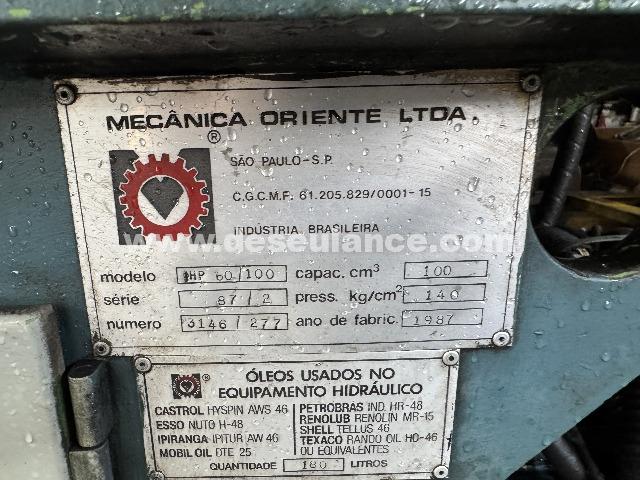 MECÂNICA ORIENTE LTDA.
®
SÃO PAULO-S.P.
C.G.C.M.F. 61.205.829/0001-15
INDÚSTRIA BRASILEIRA
www.deseulance.com
modelo HP 60/100 capac. cm³ 100
série 87/2 press. kg/cm² 140
número 3146/277 ano de fabric. 1987
® ÓLEOS USADOS NO
EQUIPAMENTO HIDRÁULICO
CASTROL HYSPIN AWS 46 PETROBRAS IND. HR-48
ESSO NUTO H-48 RENOLUB RENOLIN MR-15
IPIRANGA IPITUR AW 46 SHELL TELLUS 46
MOBIL OIL DTE 25 TEXACO RANDO OIL HO-46
OU EQUIVALENTES
QUANTIDADE 180 LITROS